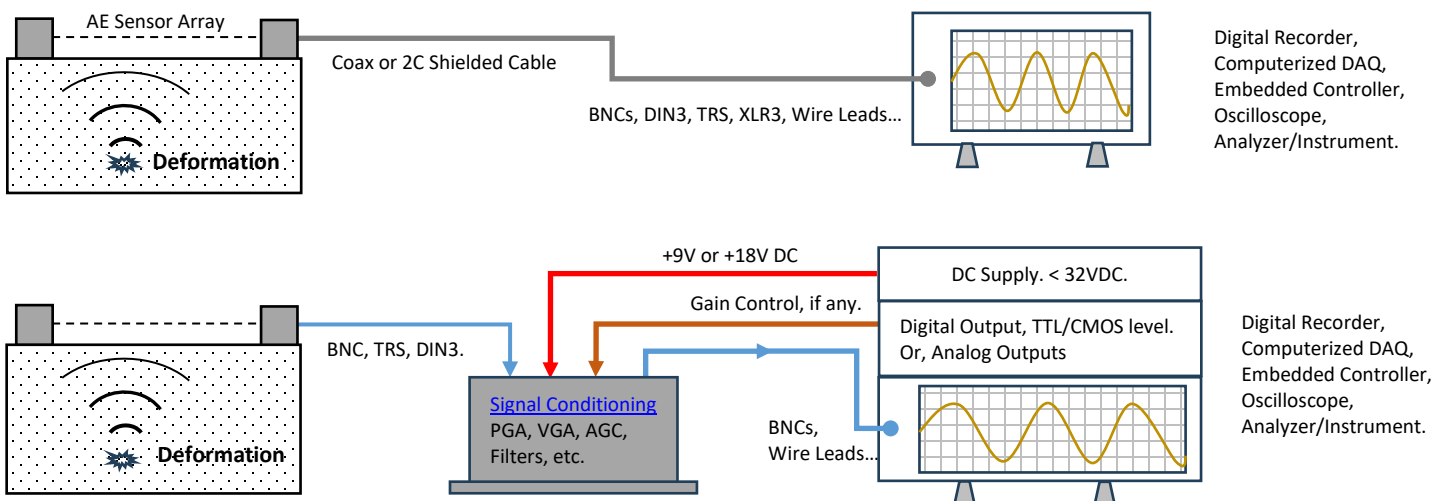 AE Sensor Array
Coax or 2C Shielded Cable
BNCs, DIN3, TRS, XLR3, Wire Leads...
Deformation
Digital Recorder,
Computerized DAQ,
Embedded Controller,
Oscilloscope,
Analyzer/Instrument.
+9V or +18V DC
DC Supply. < 32VDC.
Gain Control, if any.
Digital Output, TTL/CMOS level.
Or, Analog Outputs
BNC, TRS, DIN3.
Signal Conditioning
PGA, VGA, AGC,
Filters, etc.
BNCs,
Wire Leads...
Deformation
Digital Recorder,
Computerized DAQ,
Embedded Controller,
Oscilloscope,
Analyzer/Instrument.